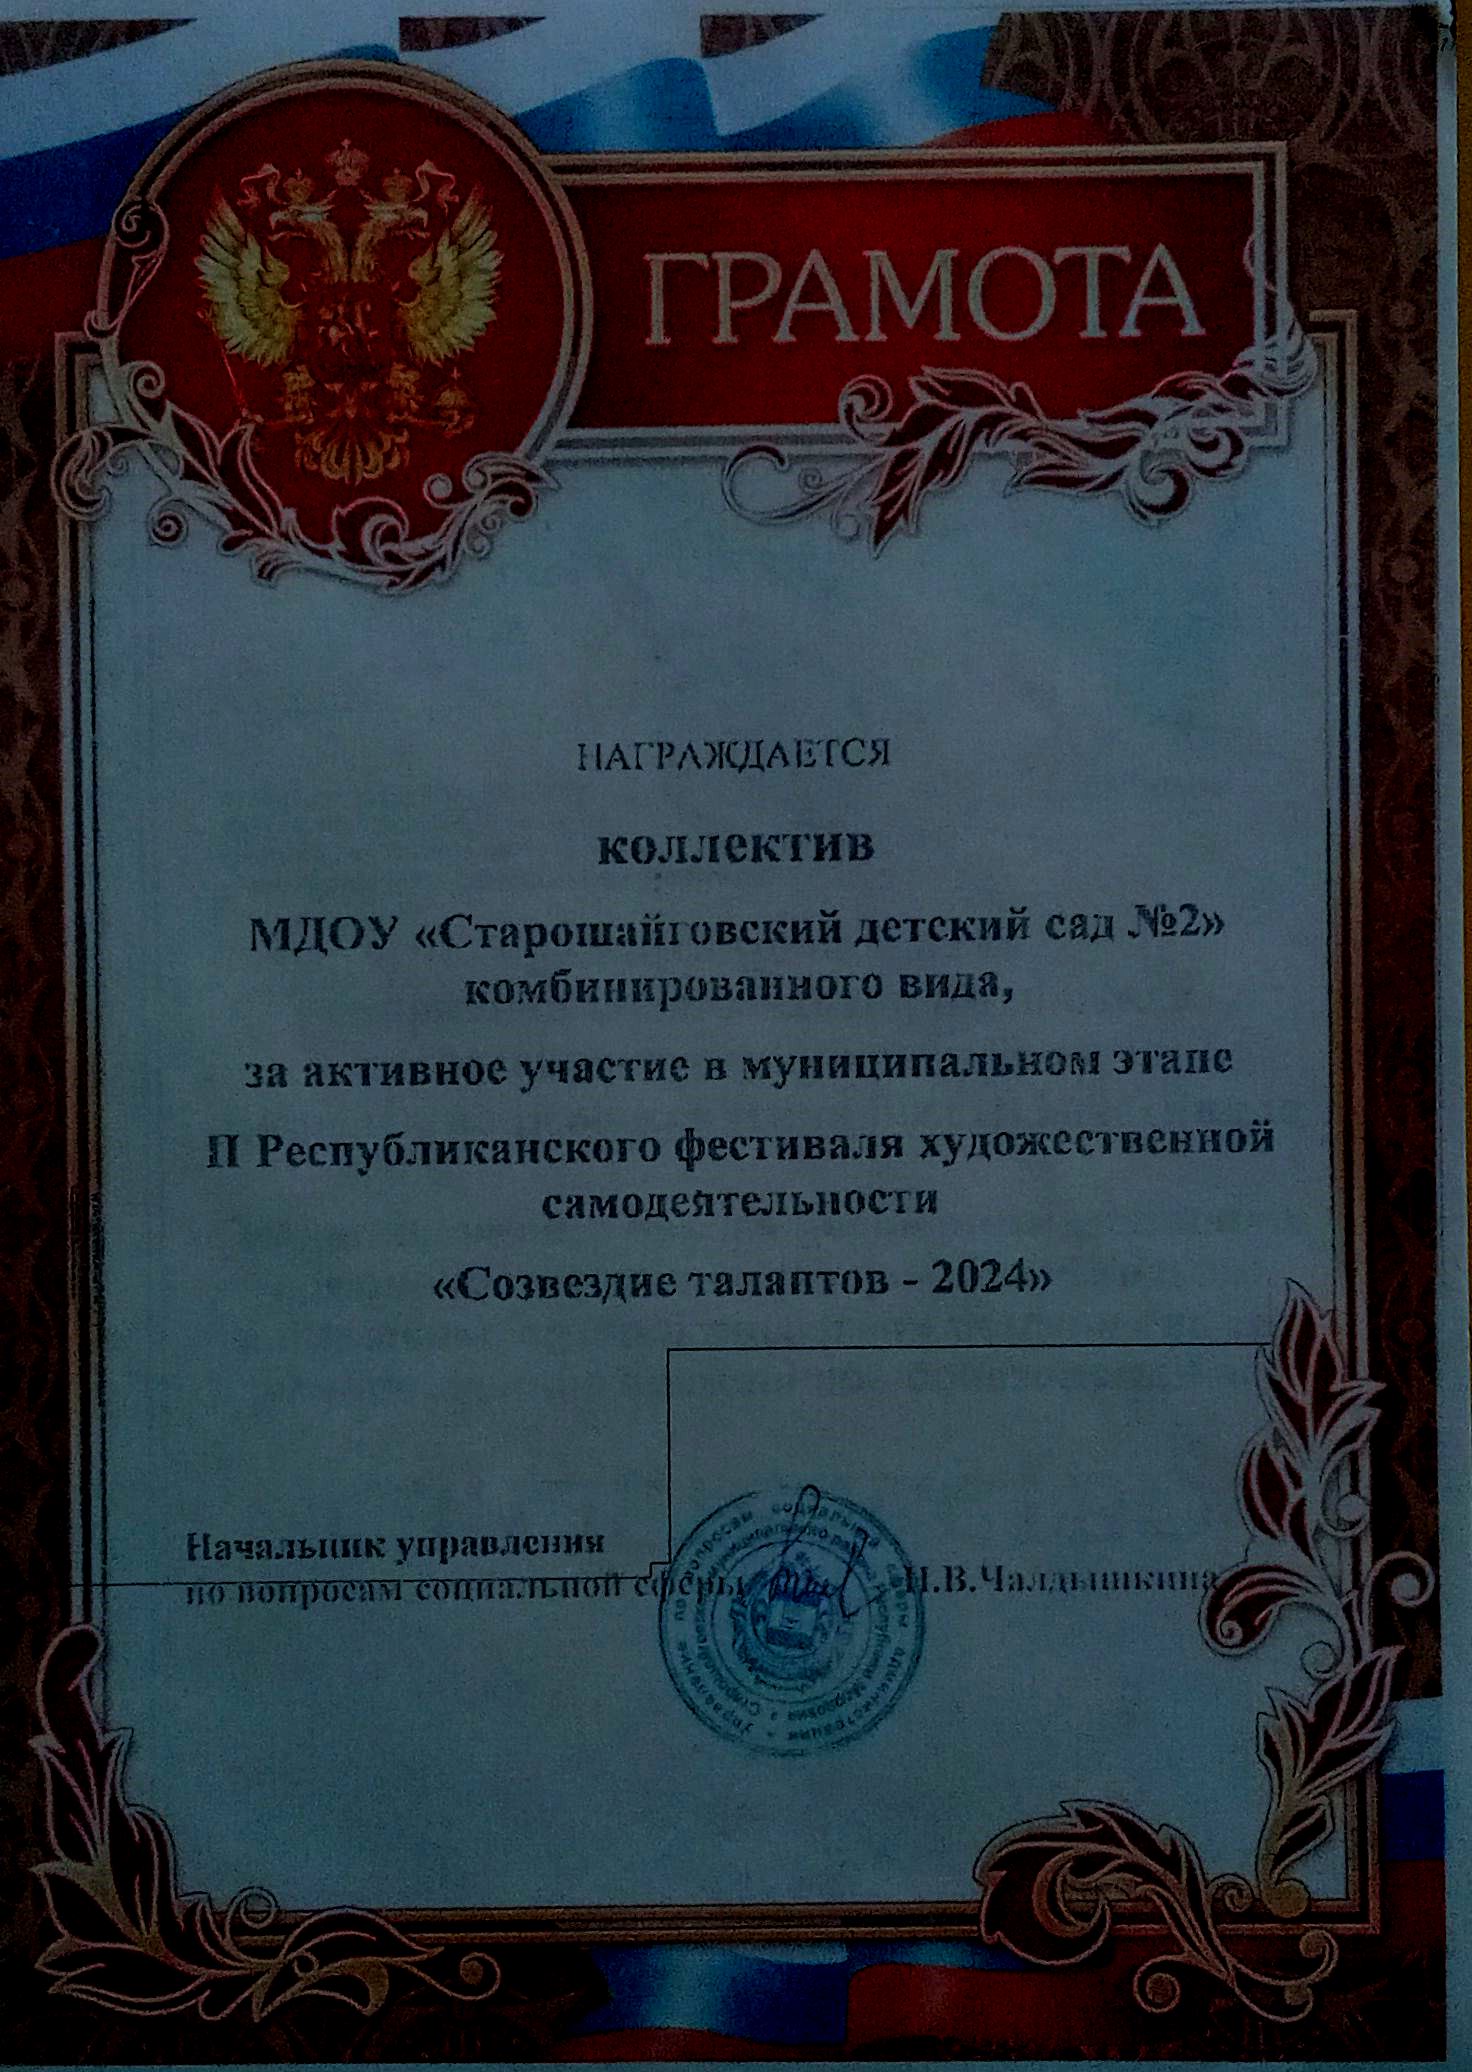 ГРАМОТА
НАГРАЖДАЕТСЯ
коллектив
МДОУ «Старошайговский детский сад №2»
комбинированного вида,
за активное участие в муниципальном этапе
II Республиканского фестиваля художественной
самодеятельности
«Созвездие талантов - 2024»
Начальник управления
по вопросам социальной сферы
Н.В.Чалдышкина